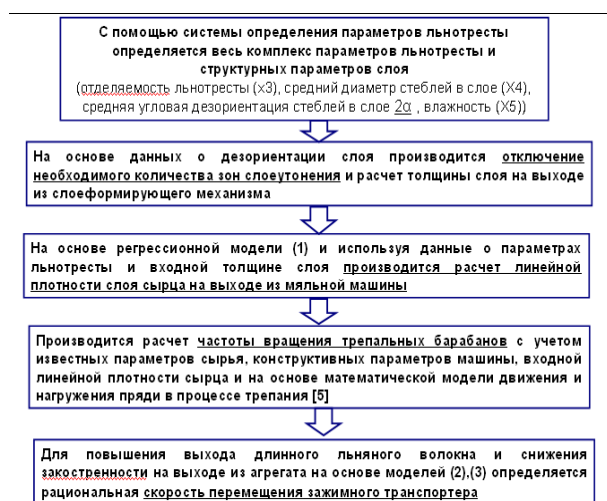 С помощью системы определения параметров льнотресты
определяется весь комплекс параметров льнотресты и
структурных параметров слоя
(отделяемость льнотресты (х3), средний диаметр стеблей в слое (Х4),
средняя угловая дезориентация стеблей в слое 2α , влажность (Х5))
На основе данных о дезориентации слоя производится отключение
необходимого количества зон слоеутонения и расчет толщины слоя на выходе
из слоеформирующего механизма
На основе регрессионной модели (1) и используя данные о параметрах
льнотресты и входной толщине слоя производится расчет линейной
плотности слоя сырца на выходе из мяльной машины
Производится расчет частоты вращения трепальных барабанов с учетом
известных параметров сырья, конструктивных параметров машины, входной
линейной плотности сырца и на основе математической модели движения и
нагружения пряди в процессе трепания [5]
Для повышения выхода длинного льняного волокна и снижения
закостренности на выходе из агрегата на основе моделей (2),(3) определяется
рациональная скорость перемещения зажимного транспортера